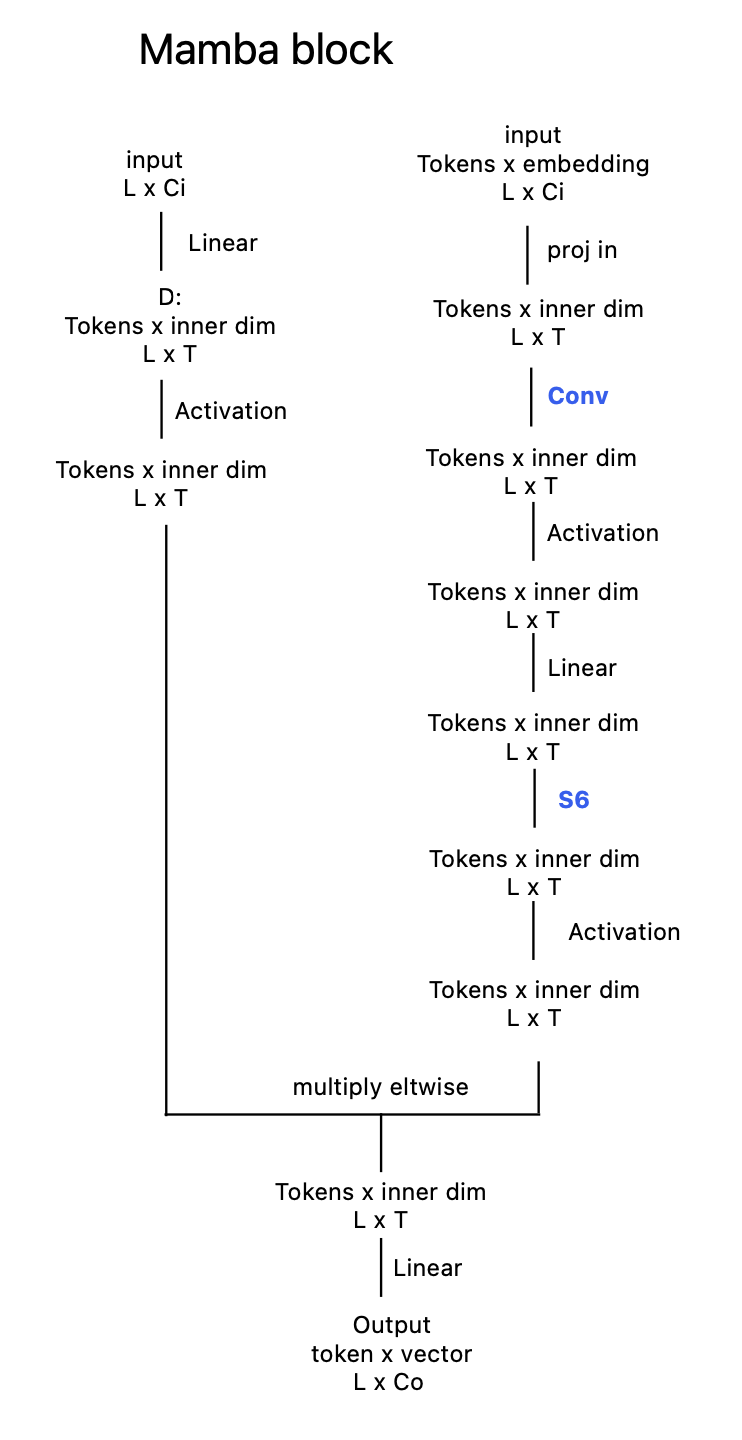 Mamba block
input
L x Ci
Linear
D:
Tokens x inner dim
L x T
Activation
Tokens x inner dim
L x T
input
Tokens x embedding
L x Ci
proj in
Tokens x inner dim
L x T
Conv
Tokens x inner dim
L x T
Activation
Tokens x inner dim
L x T
Linear
Tokens x inner dim
L x T
S6
Tokens x inner dim
L x T
Activation
Tokens x inner dim
L x T
multiply eltwise
Tokens x inner dim
L x T
Linear
Output
token x vector
L x Co